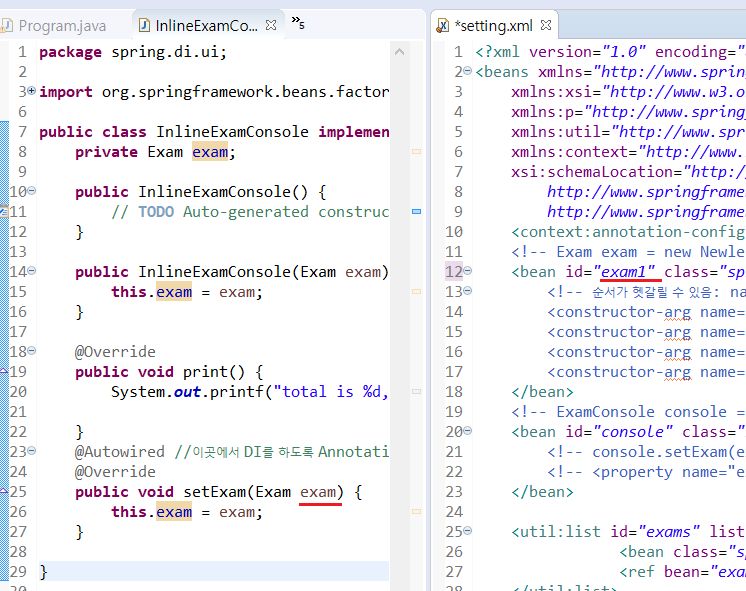 Program.java
InlineExamCo...
»5
*setting.xml
1 package spring.di.ui;
2
3 import org.springframework.beans.factor
6
7 public class InlineExamConsole implemen
8 private Exam exam;
9
10 public InlineExamConsole() {
11 // TODO Auto-generated construc
12 }
13
14 public InlineExamConsole(Exam exam)
15 this.exam = exam;
16 }
17
18 @Override
19 public void print() {
20 System.out.printf("total is %d,
21
22 }
23 @Autowired //이곳에서 DI를 하도록 Annotati
24 @Override
25 public void setExam(Exam exam) {
26 this.exam = exam;
27 }
28
29 }
30
1 <?xml version="1.0" encoding="
2 <beans xmlns="http://www.sprin
3 xmlns:xsi="http://www.w3.o
4 xmlns:p="http://www.spring
5 xmlns:util="http://www.spr
6 xmlns:context="http://www.
7 xsi:schemaLocation="http:/
8 http://www.springframe
9 http://www.springframe
10 <context:annotation-config
11 <!-- Exam exam = new Newle
12 <bean id="exam1" class="sp
13 <!-- 순서가 헷갈릴 수 있음: na
14 <constructor-arg name=
15 <constructor-arg name=
16 <constructor-arg name=
17 <constructor-arg name=
18 </bean>
19 <!-- ExamConsole console =
20 <bean id="console" class="
21 <!-- console.setExam(e
22 <!-- <property name="e
23 </bean>
24
25 <util:list id="exams" list
26 <bean class="sp
27 <ref bean="exam
28 </util:list>